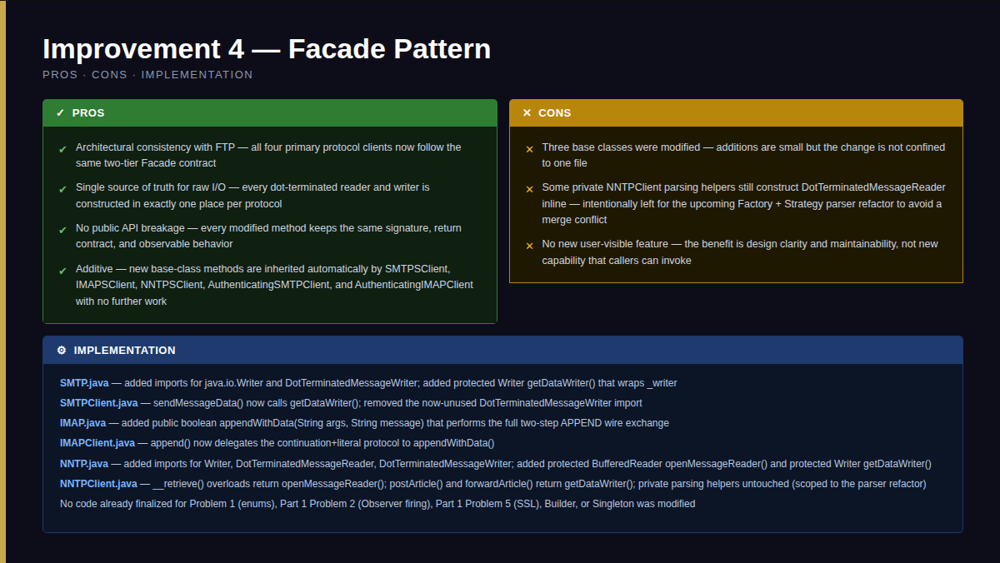 Improvement 4 — Facade Pattern
PROS · CONS · IMPLEMENTATION
✓ PROS
✔ Architectural consistency with FTP — all four primary protocol clients now follow the
same two-tier Facade contract
✔ Single source of truth for raw I/O — every dot-terminated reader and writer is
constructed in exactly one place per protocol
✔ No public API breakage — every modified method keeps the same signature, return
contract, and observable behavior
✔ Additive — new base-class methods are inherited automatically by SMTPSClient,
IMAPSClient, NNTPSClient, AuthenticatingSMTPClient, and AuthenticatingIMAPClient
with no further work
✕ CONS
✕ Three base classes were modified — additions are small but the change is not confined
to one file
✕ Some private NNTPClient parsing helpers still construct DotTerminatedMessageReader
inline — intentionally left for the upcoming Factory + Strategy parser refactor to avoid a
merge conflict
✕ No new user-visible feature — the benefit is design clarity and maintainability, not new
capability that callers can invoke
⚙ IMPLEMENTATION
SMTP.java — added imports for java.io.Writer and DotTerminatedMessageWriter; added protected Writer getDataWriter() that wraps _writer
SMTPClient.java — sendMessageData() now calls getDataWriter(); removed the now-unused DotTerminatedMessageWriter import
IMAP.java — added public boolean appendWithData(String args, String message) that performs the full two-step APPEND wire exchange
IMAPClient.java — append() now delegates the continuation+literal protocol to appendWithData()
NNTP.java — added imports for Writer, DotTerminatedMessageReader, DotTerminatedMessageWriter; added protected BufferedReader openMessageReader() and protected Writer getDataWriter()
NNTPClient.java — __retrieve() overloads return openMessageReader(); postArticle() and forwardArticle() return getDataWriter(); private parsing helpers untouched (scoped to the parser refactor)
No code already finalized for Problem 1 (enums), Part 1 Problem 2 (Observer firing), Part 1 Problem 5 (SSL), Builder, or Singleton was modified